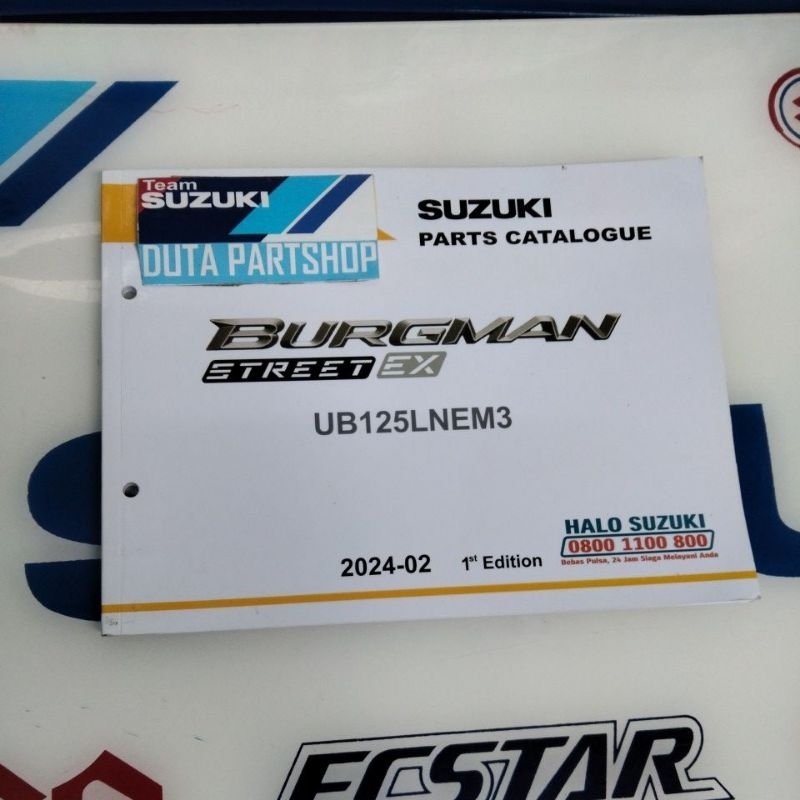 Team
SUZUKI
DUTA PARTSHOP
SUZUKI
PARTS CATALOGUE
BURGMAN
STREET EX
UB125LNEM3
HALO SUZUKI
0800 1100 800
Bebas Pulsa, 24 Jam Siaga Melayani Anda
2024-02 1st Edition
ECSTAR